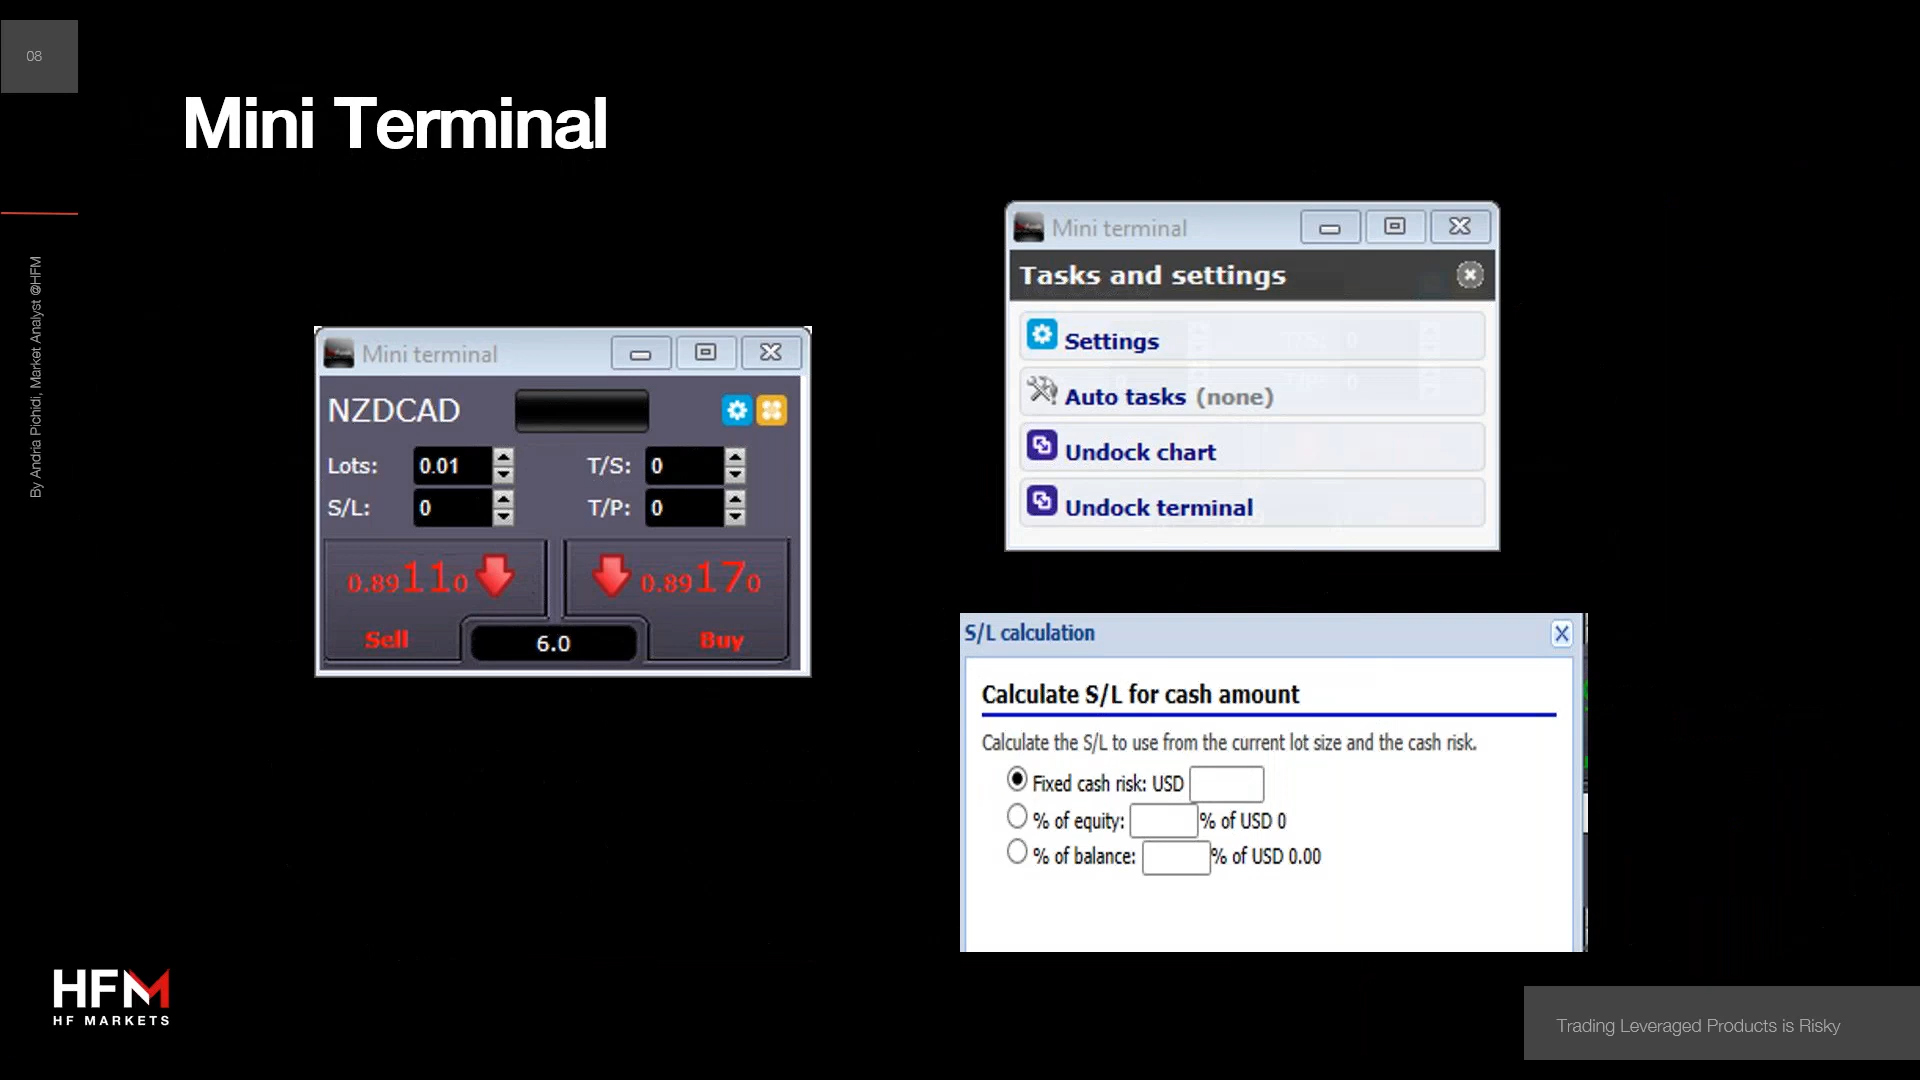 08
Mini Terminal
By Andria Pichidi, Market Analyst @HFM
Mini terminal
NZDCAD
Lots: 0.01 T/S: 0
S/L: 0 T/P: 0
0.89110 0.89170
Sell 6.0 Buy
Mini terminal
Tasks and settings
Settings
Auto tasks (none)
Undock chart
Undock terminal
S/L calculation
Calculate S/L for cash amount
Calculate the S/L to use from the current lot size and the cash risk.
Fixed cash risk: USD
% of equity: % of USD 0
% of balance: % of USD 0.00
HFM
HF MARKETS
Trading Leveraged Products is Risky